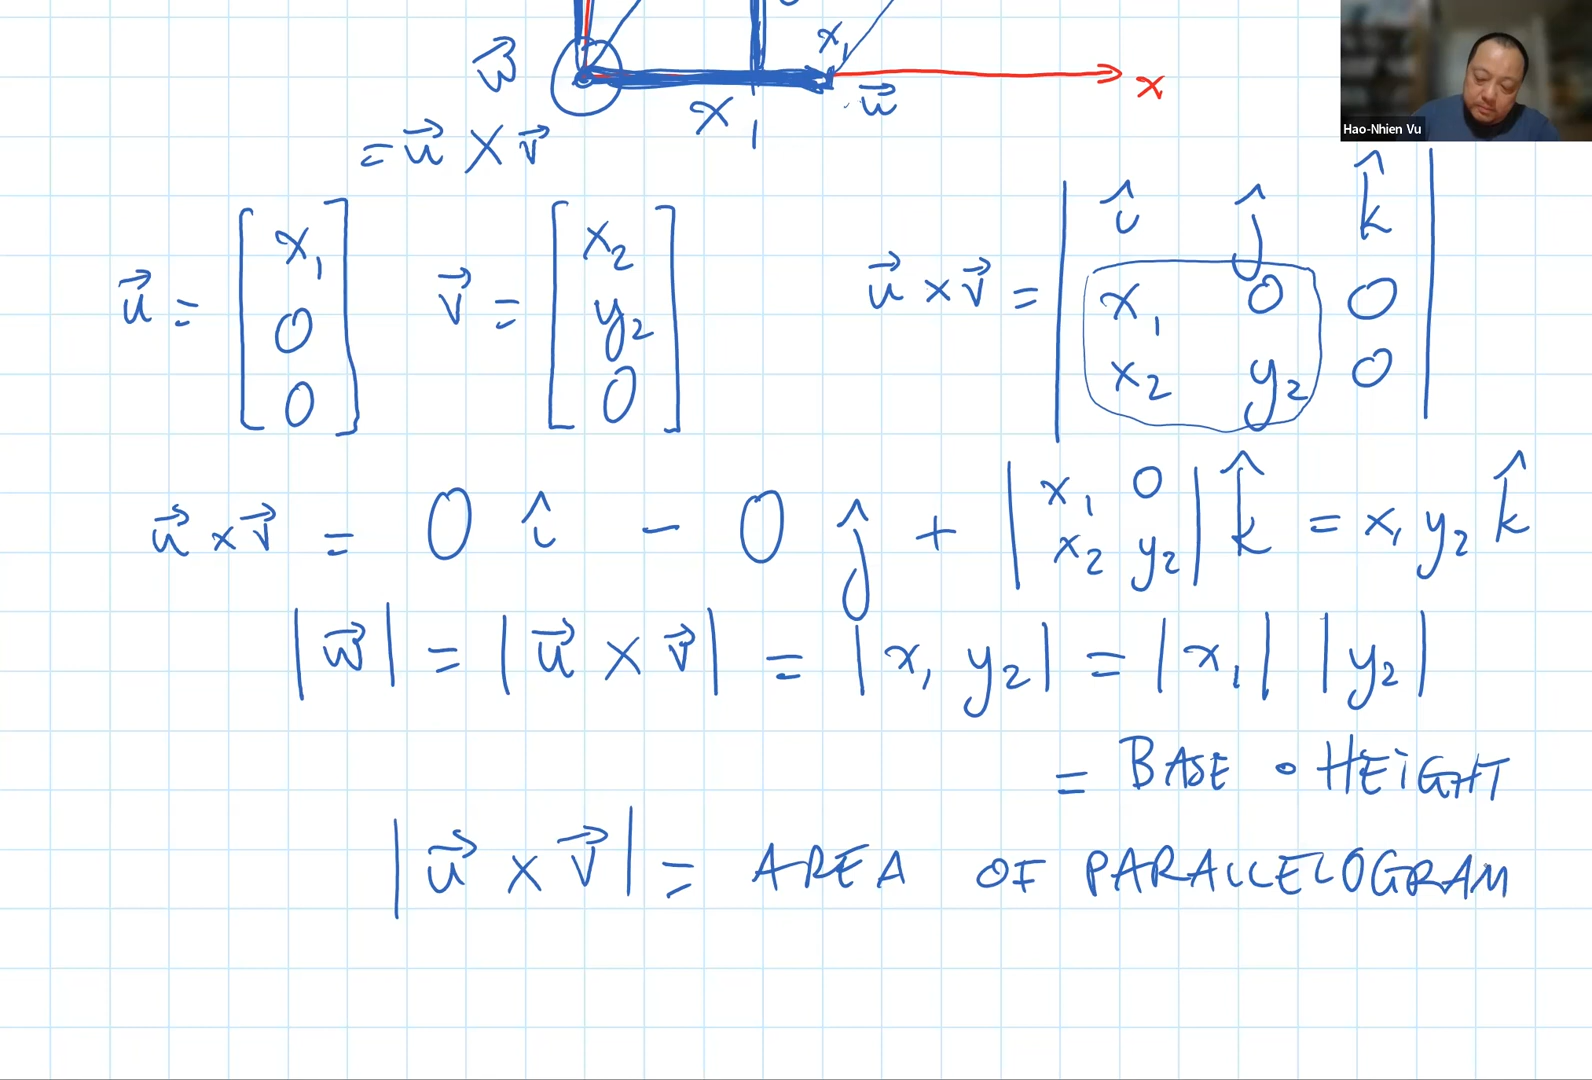 x₁
w⃗
x
x₁ u⃗
= u⃗ × v⃗
Hao-Nhien Vu
u⃗ = [x₁ 0 0] v⃗ = [x₂ y₂ 0] u⃗ × v⃗ = | î ĵ k̂
x₁ 0 0
x₂ y₂ 0 |
u⃗ × v⃗ = 0 î − 0 ĵ + | x₁ 0 x₂ y₂ | k̂ = x₁ y₂ k̂
|w⃗| = |u⃗ × v⃗| = |x₁ y₂| = |x₁| |y₂|
= BASE · HEIGHT
|u⃗ × v⃗| = AREA OF PARALLELOGRAM